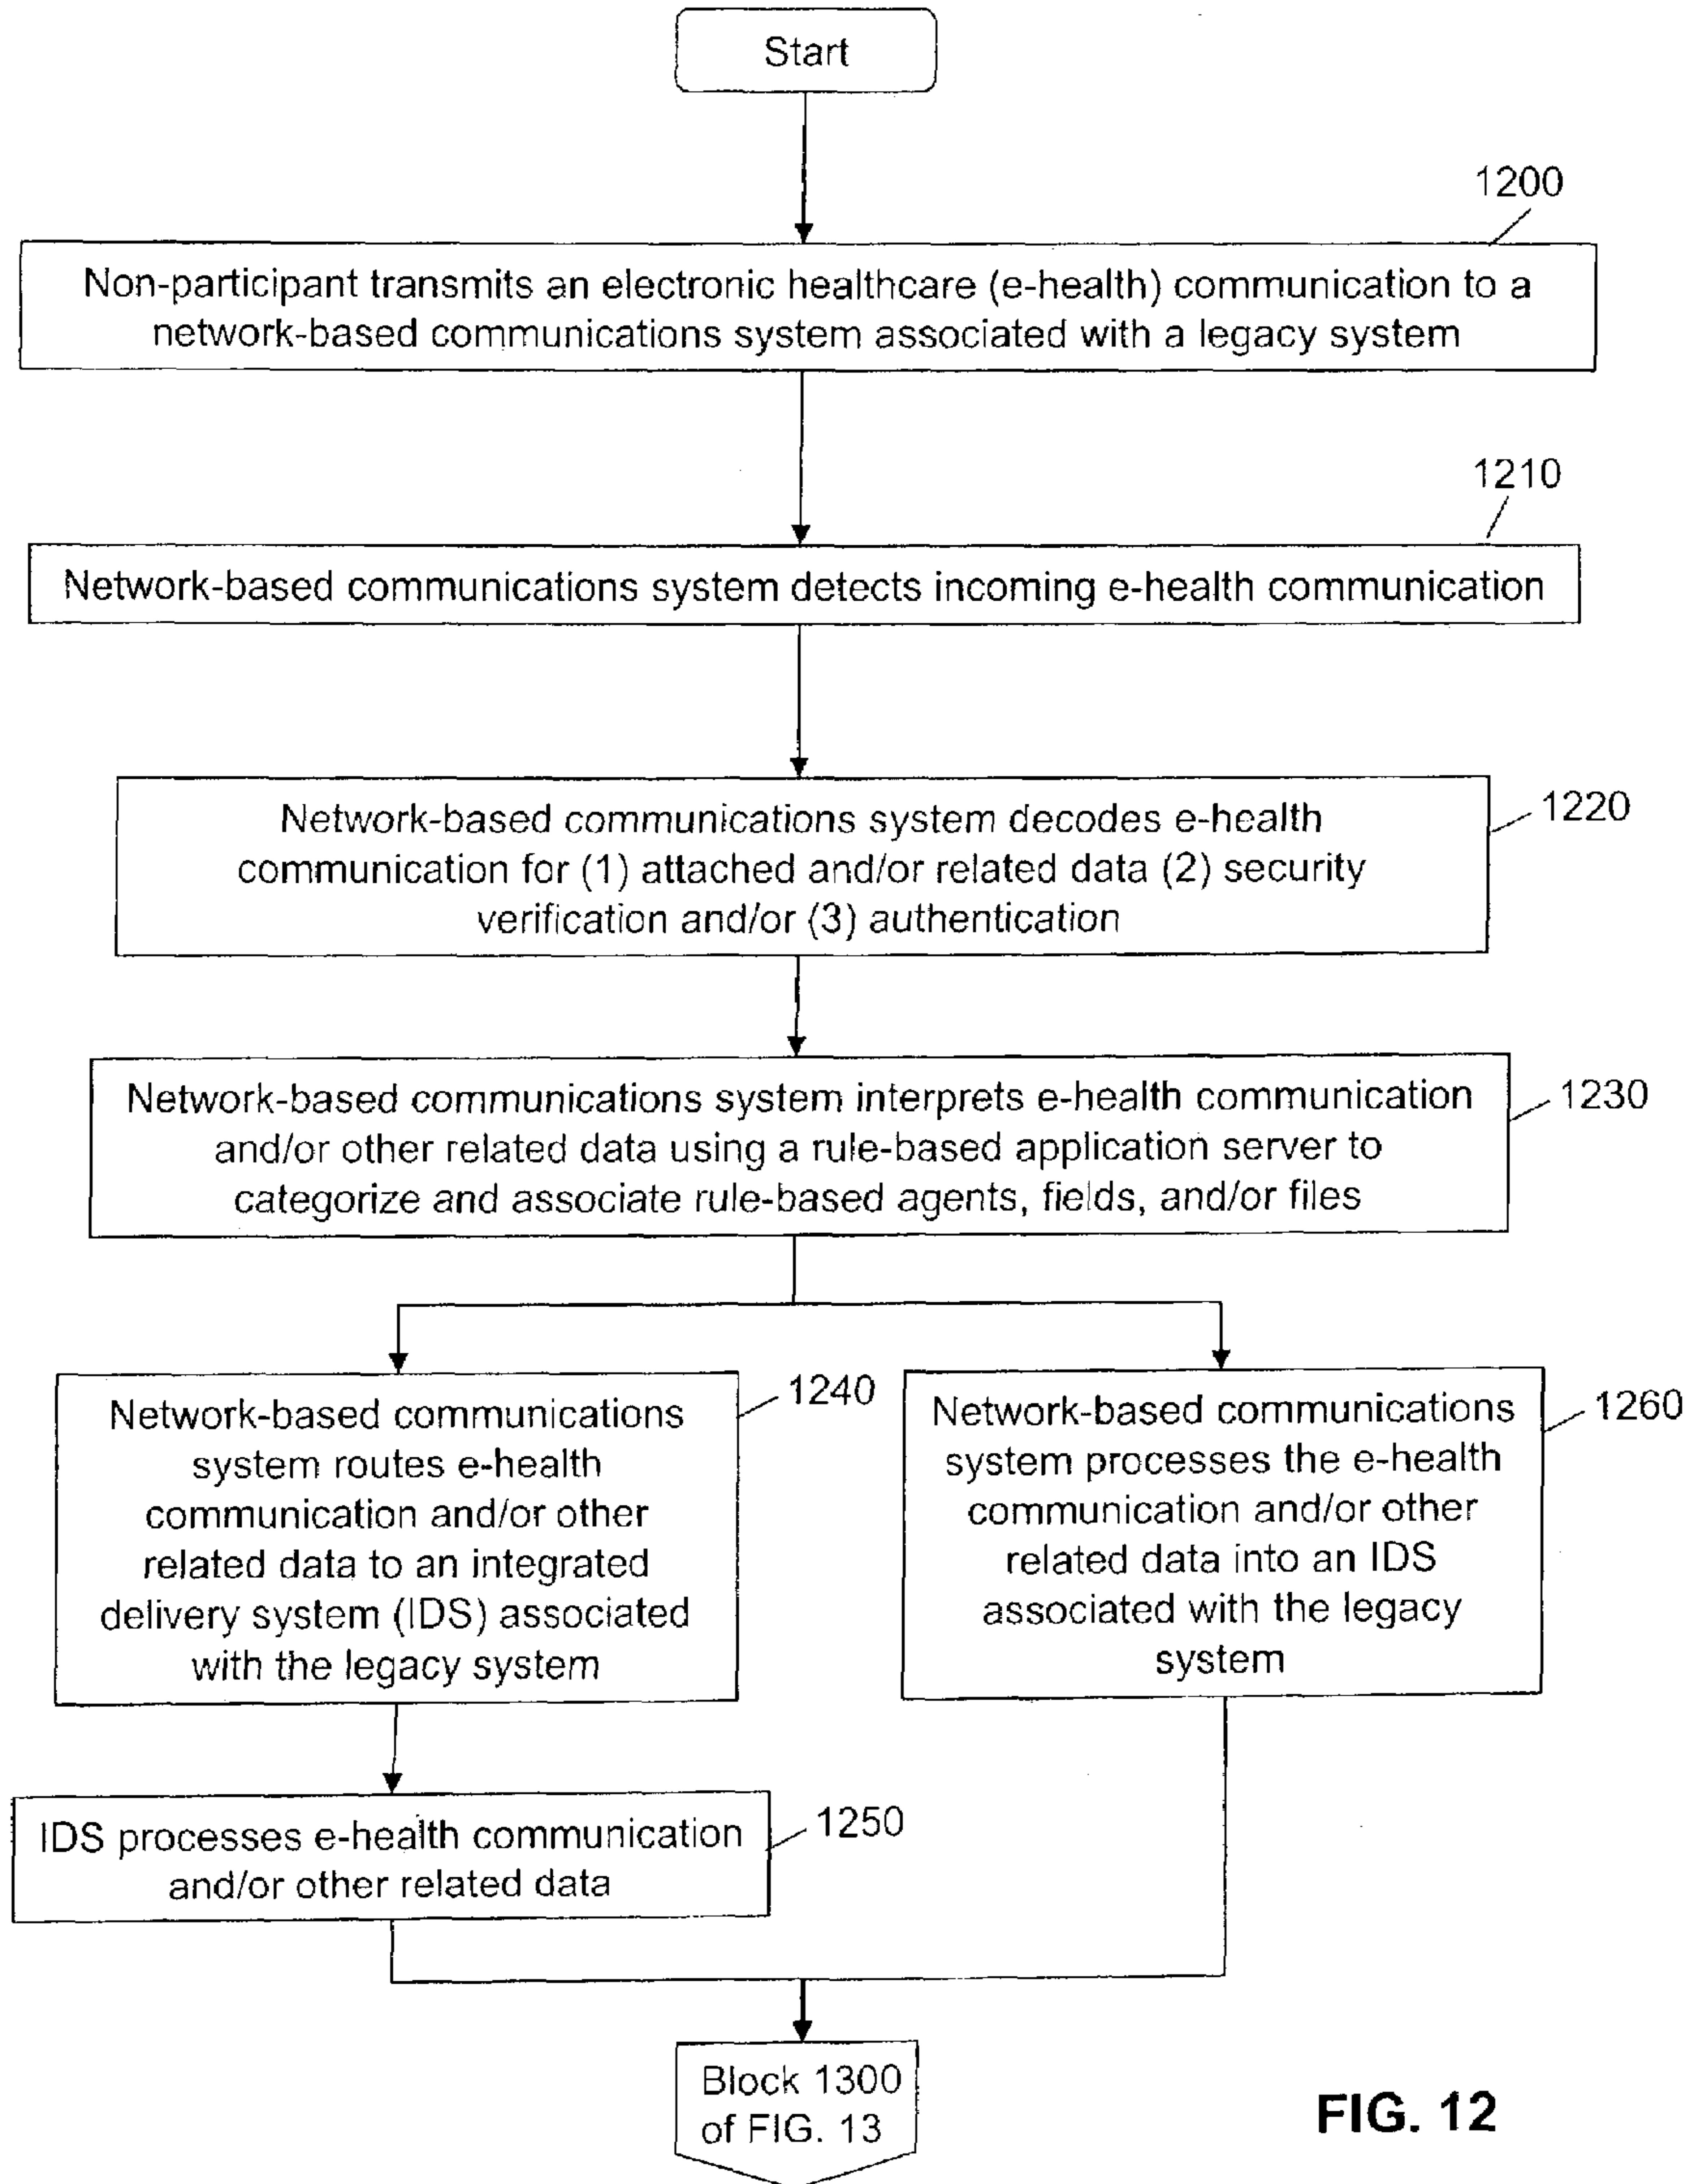 Start
1200
Non-participant transmits an electronic healthcare (e-health) communication to a
network-based communications system associated with a legacy system
1210
Network-based communications system detects incoming e-health communication
1220
Network-based communications system decodes e-health
communication for (1) attached and/or related data (2) security
verification and/or (3) authentication
1230
Network-based communications system interprets e-health communication
and/or other related data using a rule-based application server to
categorize and associate rule-based agents, fields, and/or files
1240
Network-based communications
system routes e-health
communication and/or other
related data to an integrated
delivery system (IDS) associated
with the legacy system
1260
Network-based communications
system processes the e-health
communication and/or other
related data into an IDS
associated with the legacy
system
1250
IDS processes e-health communication
and/or other related data
Block 1300
of FIG. 13
FIG. 12